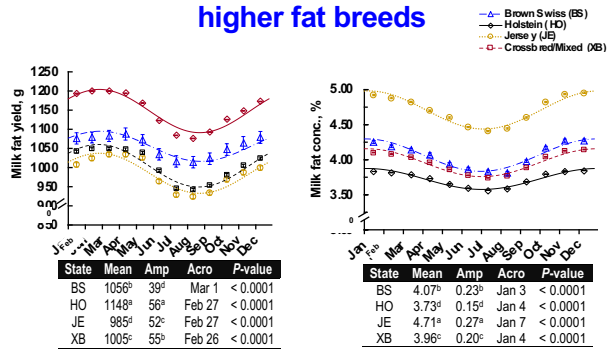 higher fat breeds
Brown Swiss (BS)
Holstein (HO)
Jersey (JE)
Crossbred/Mixed (XB)
Milk fat yield, g
1250
1200
1150
1100
1050
1000
950
900
850
0
Feb Mar Apr May Jun Jul Aug Sep Oct Nov Dec
State Mean Amp Acro P-value
BS 1056ᵇ 39ᵈ Mar 1 < 0.0001
HO 1148ᵃ 56ᵃ Feb 27 < 0.0001
JE 985ᵈ 52ᶜ Feb 27 < 0.0001
XB 1005ᶜ 55ᵇ Feb 26 < 0.0001
Milk fat conc., %
5.00
4.50
4.00
3.50
0
Jan Feb Mar Apr May Jun Jul Aug Sep Oct Nov Dec
State Mean Amp Acro P-value
BS 4.07ᵇ 0.23ᵇ Jan 3 < 0.0001
HO 3.73ᵈ 0.15ᵈ Jan 4 < 0.0001
JE 4.71ᵃ 0.27ᵃ Jan 7 < 0.0001
XB 3.96ᶜ 0.20ᶜ Jan 4 < 0.0001